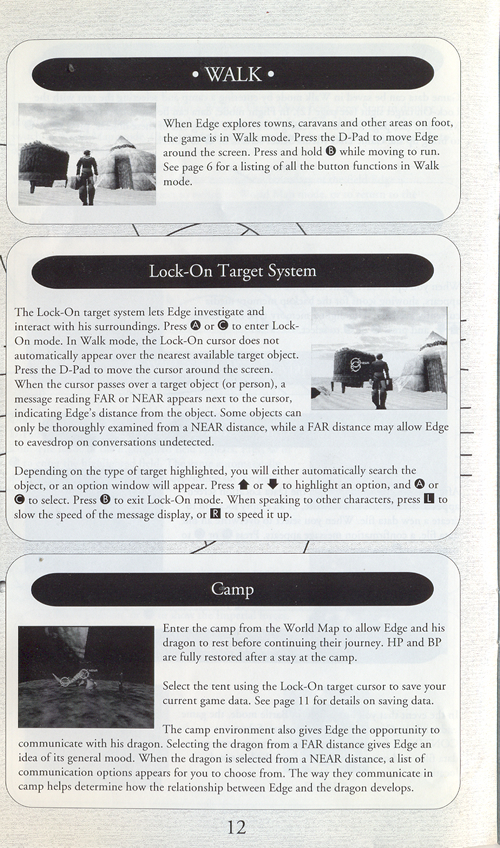 • WALK •
When Edge explores towns, caravans and other areas on foot,
the game is in Walk mode. Press the D-Pad to move Edge
around the screen. Press and hold B while moving to run.
See page 6 for a listing of all the button functions in Walk
mode.
Lock-On Target System
The Lock-On target system lets Edge investigate and
interact with his surroundings. Press A or C to enter Lock-
On mode. In Walk mode, the Lock-On cursor does not
automatically appear over the nearest available target object.
Press the D-Pad to move the cursor around the screen.
When the cursor passes over a target object (or person), a
message reading FAR or NEAR appears next to the cursor,
indicating Edge's distance from the object. Some objects can
only be thoroughly examined from a NEAR distance, while a FAR distance may allow Edge
to eavesdrop on conversations undetected.
Depending on the type of target highlighted, you will either automatically search the
object, or an option window will appear. Press ⬆ or ⬇ to highlight an option, and A or
C to select. Press B to exit Lock-On mode. When speaking to other characters, press L to
slow the speed of the message display, or R to speed it up.
Camp
Enter the camp from the World Map to allow Edge and his
dragon to rest before continuing their journey. HP and BP
are fully restored after a stay at the camp.
Select the tent using the Lock-On target cursor to save your
current game data. See page 11 for details on saving data.
The camp environment also gives Edge the opportunity to
communicate with his dragon. Selecting the dragon from a FAR distance gives Edge an
idea of its general mood. When the dragon is selected from a NEAR distance, a list of
communication options appears for you to choose from. The way they communicate in
camp helps determine how the relationship between Edge and the dragon develops.
12